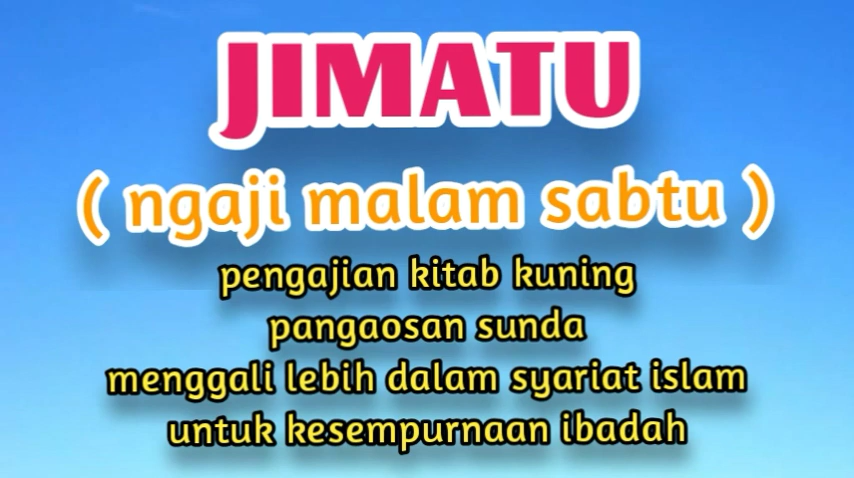 JIMATU
( ngaji malam sabtu )
pengajian kitab kuning
pangaosan sunda
menggali lebih dalam syariat islam
untuk kesempurnaan ibadah